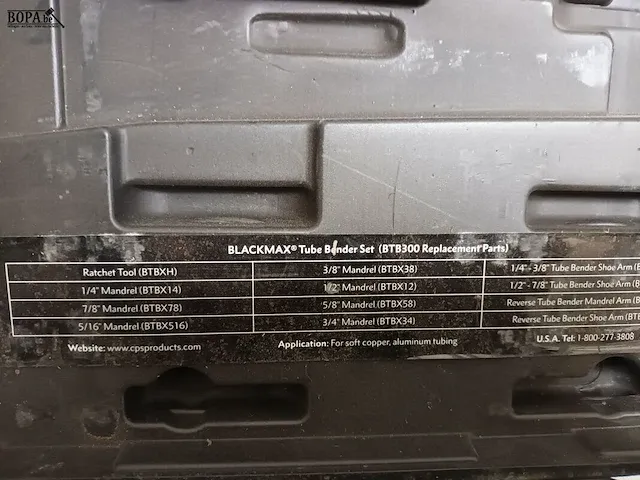 BOPA
BLACKMAX® Tube Bender Set (BTB300 Replacement Parts)
Ratchet Tool (BTBXH)
3/8" Mandrel (BTBX38)
1/4" - 3/8" Tube Bender Shoe Arm (B
1/4" Mandrel (BTBX14)
1/2" Mandrel (BTBX12)
1/2" - 7/8" Tube Bender Shoe Arm (B
7/8" Mandrel (BTBX78)
5/8" Mandrel (BTBX58)
Reverse Tube Bender Mandrel Arm (B
5/16" Mandrel (BTBX516)
3/4" Mandrel (BTBX34)
Reverse Tube Bender Shoe Arm (BTB
Website: www.cpsproducts.com
Application: For soft copper, aluminum tubing
U.S.A. Tel: 1-800-277-3808